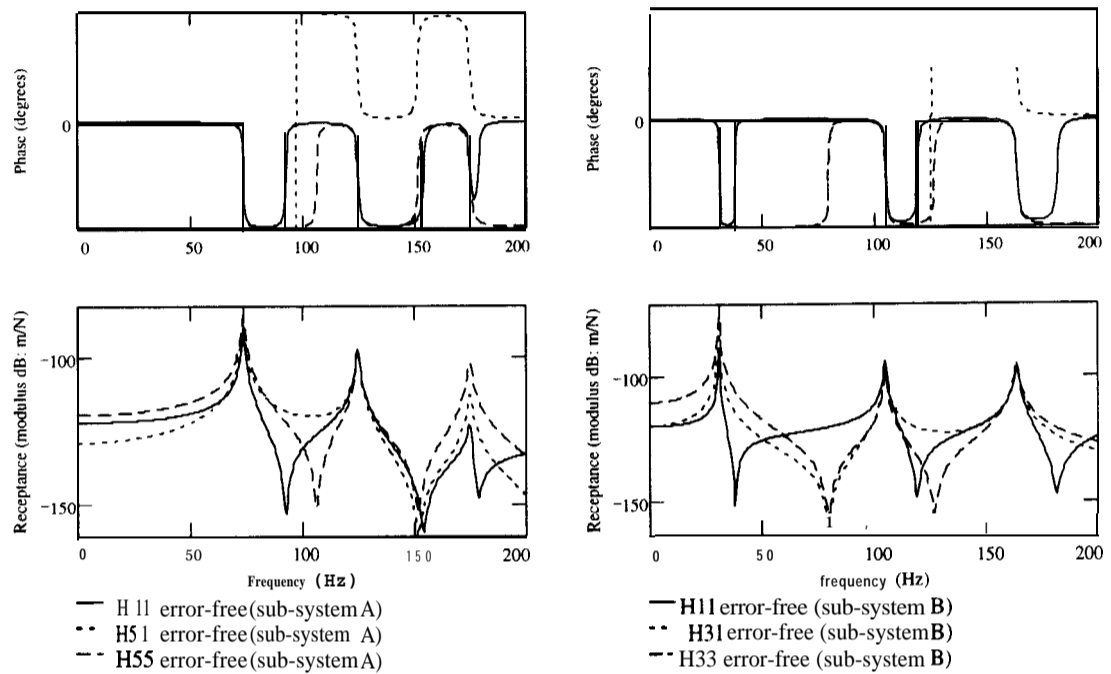 Phase (degrees)
0
0
50
100
150
200
Phase (degrees)
0
0
50
100
150
200
Receptance (modulus dB: m/N)
-100
-150
0
50
100
150
200
Frequency (Hz)
H 11 error-free (sub-system A)
H51 error-free (sub-system A)
H55 error-free (sub-system A)
Receptance (modulus dB: m/N)
-100
-150
0
50
100
150
200
frequency (Hz)
H11 error-free (sub-system B)
H31 error-free (sub-system B)
H33 error-free (sub-system B)